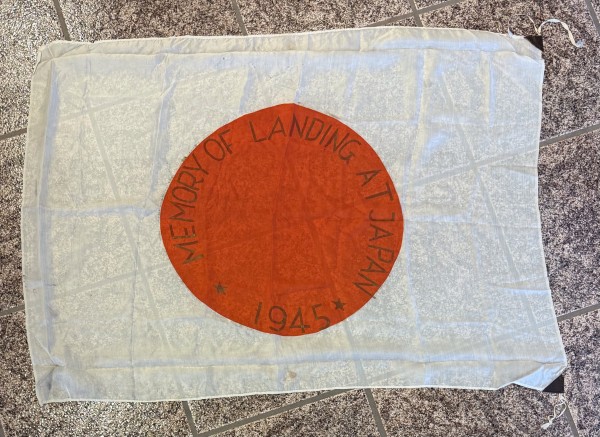 MEMORY OF LANDING AT JAPAN
★ 1945 ★